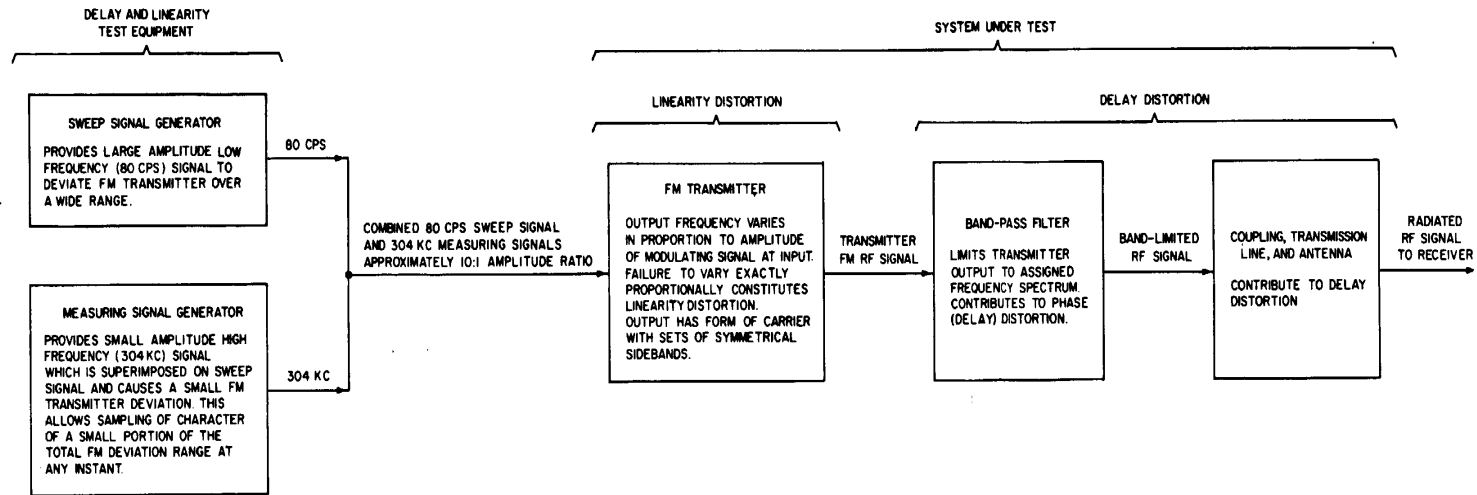 DELAY AND LINEARITY
TEST EQUIPMENT
SYSTEM UNDER TEST
LINEARITY DISTORTION
DELAY DISTORTION
SWEEP SIGNAL GENERATOR
PROVIDES LARGE AMPLITUDE LOW
FREQUENCY (80 CPS) SIGNAL TO
DEVIATE FM TRANSMITTER OVER
A WIDE RANGE.
80 CPS
MEASURING SIGNAL GENERATOR
PROVIDES SMALL AMPLITUDE HIGH
FREQUENCY (304 KC) SIGNAL
WHICH IS SUPERIMPOSED ON SWEEP
SIGNAL AND CAUSES A SMALL FM
TRANSMITTER DEVIATION. THIS
ALLOWS SAMPLING OF CHARACTER
OF A SMALL PORTION OF THE
TOTAL FM DEVIATION RANGE AT
ANY INSTANT.
304 KC
COMBINED 80 CPS SWEEP SIGNAL
AND 304 KC MEASURING SIGNALS
APPROXIMATELY 10:1 AMPLITUDE RATIO
FM TRANSMITTER
OUTPUT FREQUENCY VARIES
IN PROPORTION TO AMPLITUDE
OF MODULATING SIGNAL AT INPUT.
FAILURE TO VARY EXACTLY
PROPORTIONALLY CONSTITUTES
LINEARITY DISTORTION.
OUTPUT HAS FORM OF CARRIER
WITH SETS OF SYMMETRICAL
SIDEBANDS.
TRANSMITTER
FM RF SIGNAL
BAND-PASS FILTER
LIMITS TRANSMITTER
OUTPUT TO ASSIGNED
FREQUENCY SPECTRUM.
CONTRIBUTES TO PHASE
(DELAY) DISTORTION.
BAND-LIMITED
RF SIGNAL
COUPLING, TRANSMISSION
LINE, AND ANTENNA
CONTRIBUTE TO DELAY
DISTORTION
RADIATED
RF SIGNAL
TO RECEIVER